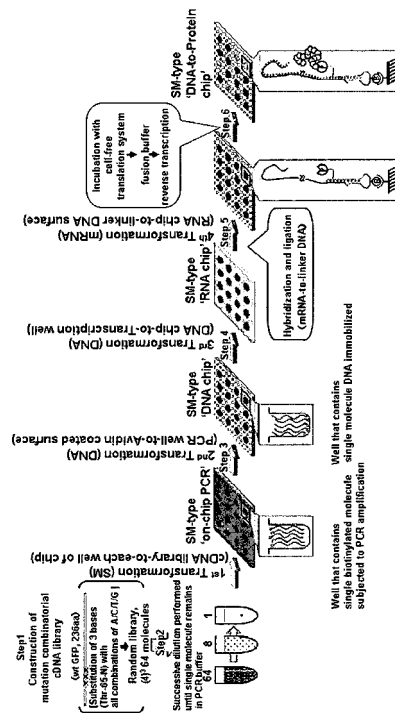 Step1
Construction of
mutation combinatorial
cDNA library
(wt GFP, 236aa)
[Substitution of 3 bases
(Thr-65-N) with
all combinations of A/C/T/G]
Random library,
(4)³ 64 molecules
Step2
Successive dilution performed
until single molecule remains
in PCR buffer
64
8
1
1st Transformation (SM)
(cDNA library-to-each well of chip)
SM-type
'on-chip PCR'
Well that contains
single biotinylated molecule
subjected to PCR amplification
2nd Transformation (DNA)
(PCR well-to-Avidin coated surface)
Step 3
SM-type
'DNA chip'
Well that contains
single molecule DNA immobilized
3rd Transformation (DNA)
(DNA chip-to-Transcription well)
Step 4
SM-type
'RNA chip'
Hybridization and ligation
(mRNA-to-linker DNA)
4th Transformation (mRNA)
(RNA chip-to-linker DNA surface)
Step 5
Incubation with
cell-free
translation system
fusion buffer
reverse transcription
Step 6
SM-type
'DNA-to-Protein
chip'